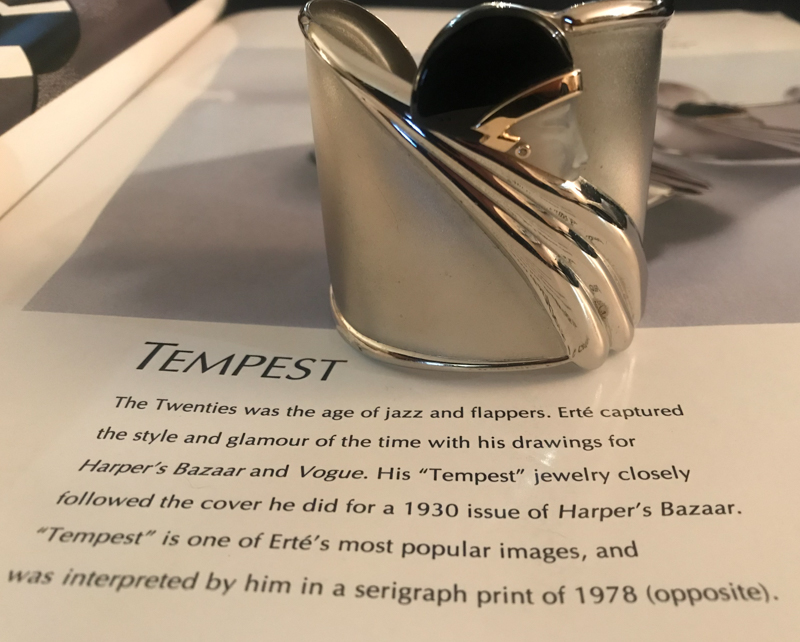 TEMPEST
The Twenties was the age of jazz and flappers. Erté captured
the style and glamour of the time with his drawings for
Harper's Bazaar and Vogue. His “Tempest” jewelry closely
followed the cover he did for a 1930 issue of Harper's Bazaar.
“Tempest” is one of Erté's most popular images, and
was interpreted by him in a serigraph print of 1978 (opposite).